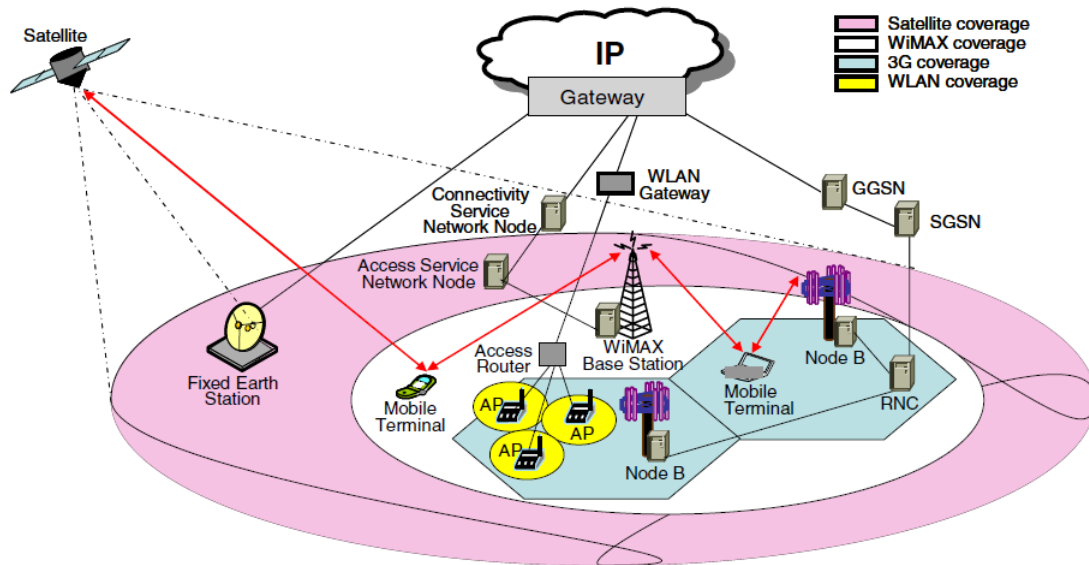 Satellite
IP
Gateway
Satellite coverage
WiMAX coverage
3G coverage
WLAN coverage
WLAN
Gateway
Connectivity
Service
Network Node
GGSN
SGSN
Access Service
Network Node
WiMAX
Base Station
Access
Router
Fixed Earth
Station
Mobile
Terminal
AP
AP
AP
Node B
Mobile
Terminal
Node B
RNC